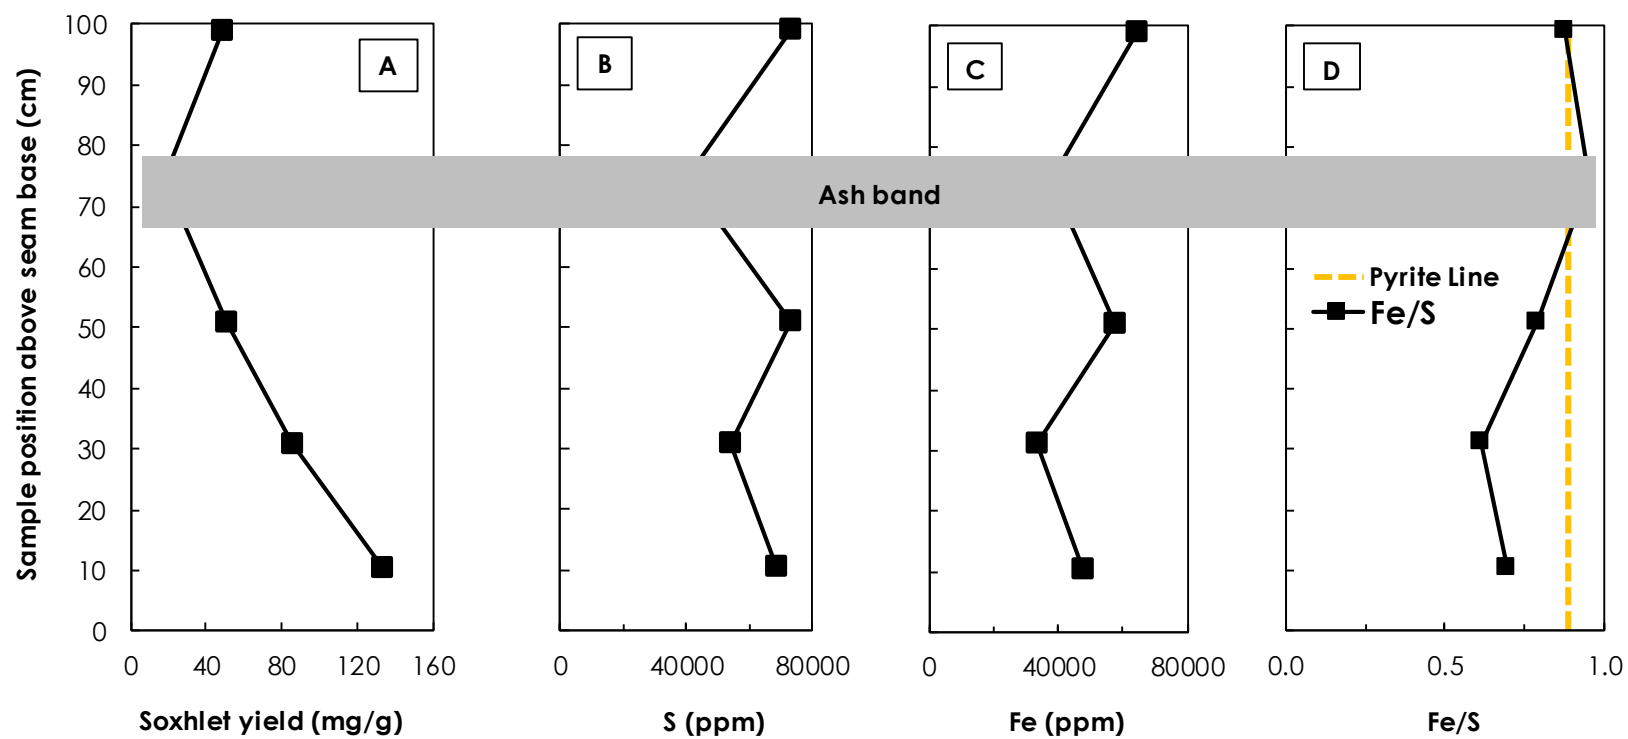 Sample position above seam base (cm)
100
90
80
70
60
50
40
30
20
10
0
A
B
C
D
Ash band
Pyrite Line
Fe/S
0 40 80 120 160
0 40000 80000
0 40000 80000
0.0 0.5 1.0
Soxhlet yield (mg/g)
S (ppm)
Fe (ppm)
Fe/S